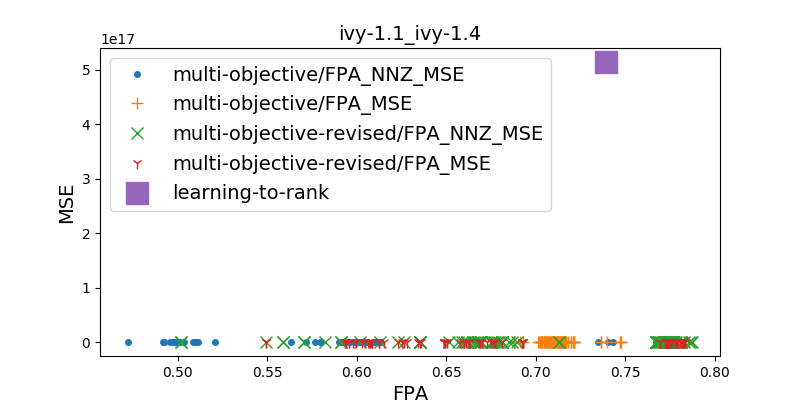 ivy-1.1_ivy-1.4
1e17
multi-objective/FPA_NNZ_MSE
multi-objective/FPA_MSE
multi-objective-revised/FPA_NNZ_MSE
multi-objective-revised/FPA_MSE
learning-to-rank
MSE
5
4
3
2
1
0
0.50 0.55 0.60 0.65 0.70 0.75 0.80
FPA